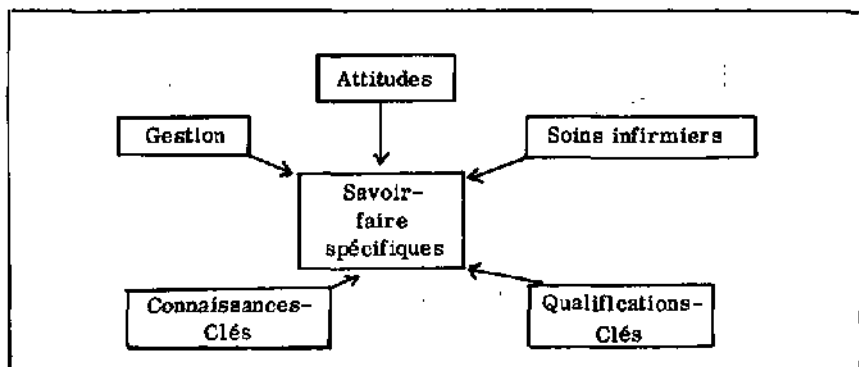 Attitudes
Gestion
Soins infirmiers
Savoir-
faire
spécifiques
Connaissances-
Clés
Qualifications-
Clés